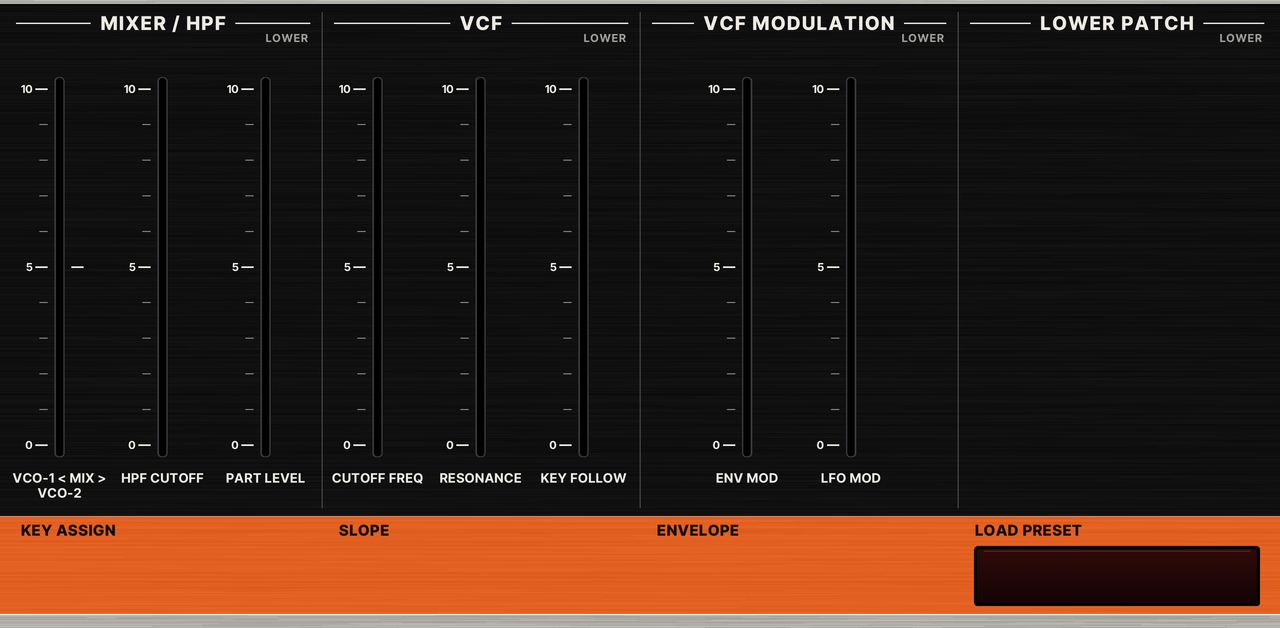 MIXER / HPF
LOWER
VCF
LOWER
VCF MODULATION
LOWER
LOWER PATCH
LOWER
10 10 10 10 10 10 10 10
5 5 5 5 5 5 5 5
0 0 0 0 0 0 0 0
VCO-1 < MIX >
VCO-2
HPF CUTOFF
PART LEVEL
CUTOFF FREQ
RESONANCE
KEY FOLLOW
ENV MOD
LFO MOD
KEY ASSIGN
SLOPE
ENVELOPE
LOAD PRESET